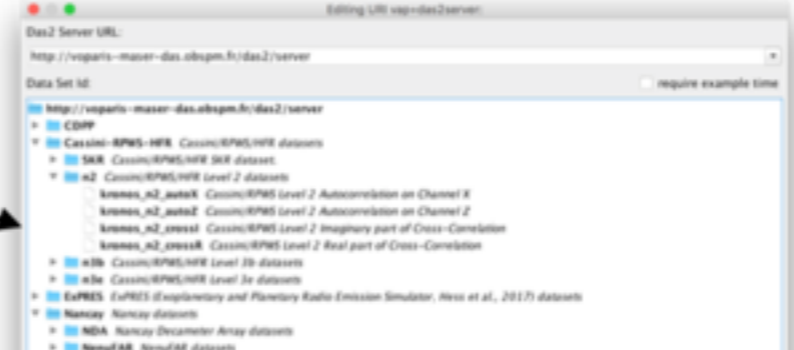 Editing URI vap+das2server:
Das2 Server URL:
http://voparis-maser-das.obspm.fr/das2/server
Data Set Id:
require example time
http://voparis-maser-das.obspm.fr/das2/server
CDPP
Cassini-RPWS-HFR Cassini/RPWS/HFR datasets
SKR Cassini/RPWS/HFR SKR dataset.
n2 Cassini/RPWS/HFR Level 2 datasets
kronos_n2_autoX Cassini/RPWS Level 2 Autocorrelation on Channel X
kronos_n2_autoZ Cassini/RPWS Level 2 Autocorrelation on Channel Z
kronos_n2_crossI Cassini/RPWS Level 2 Imaginary part of Cross-Correlation
kronos_n2_crossR Cassini/RPWS Level 2 Real part of Cross-Correlation
n3b Cassini/RPWS/HFR Level 3b datasets
n3e Cassini/RPWS/HFR Level 3e datasets
ExPRES ExPRES (Exoplanetary and Planetary Radio Emission Simulator, Hess et al., 2017) datasets
Nancay Nancay datasets
NDA Nancay Decameter Array datasets
NenuFAR NenuFAR datasets